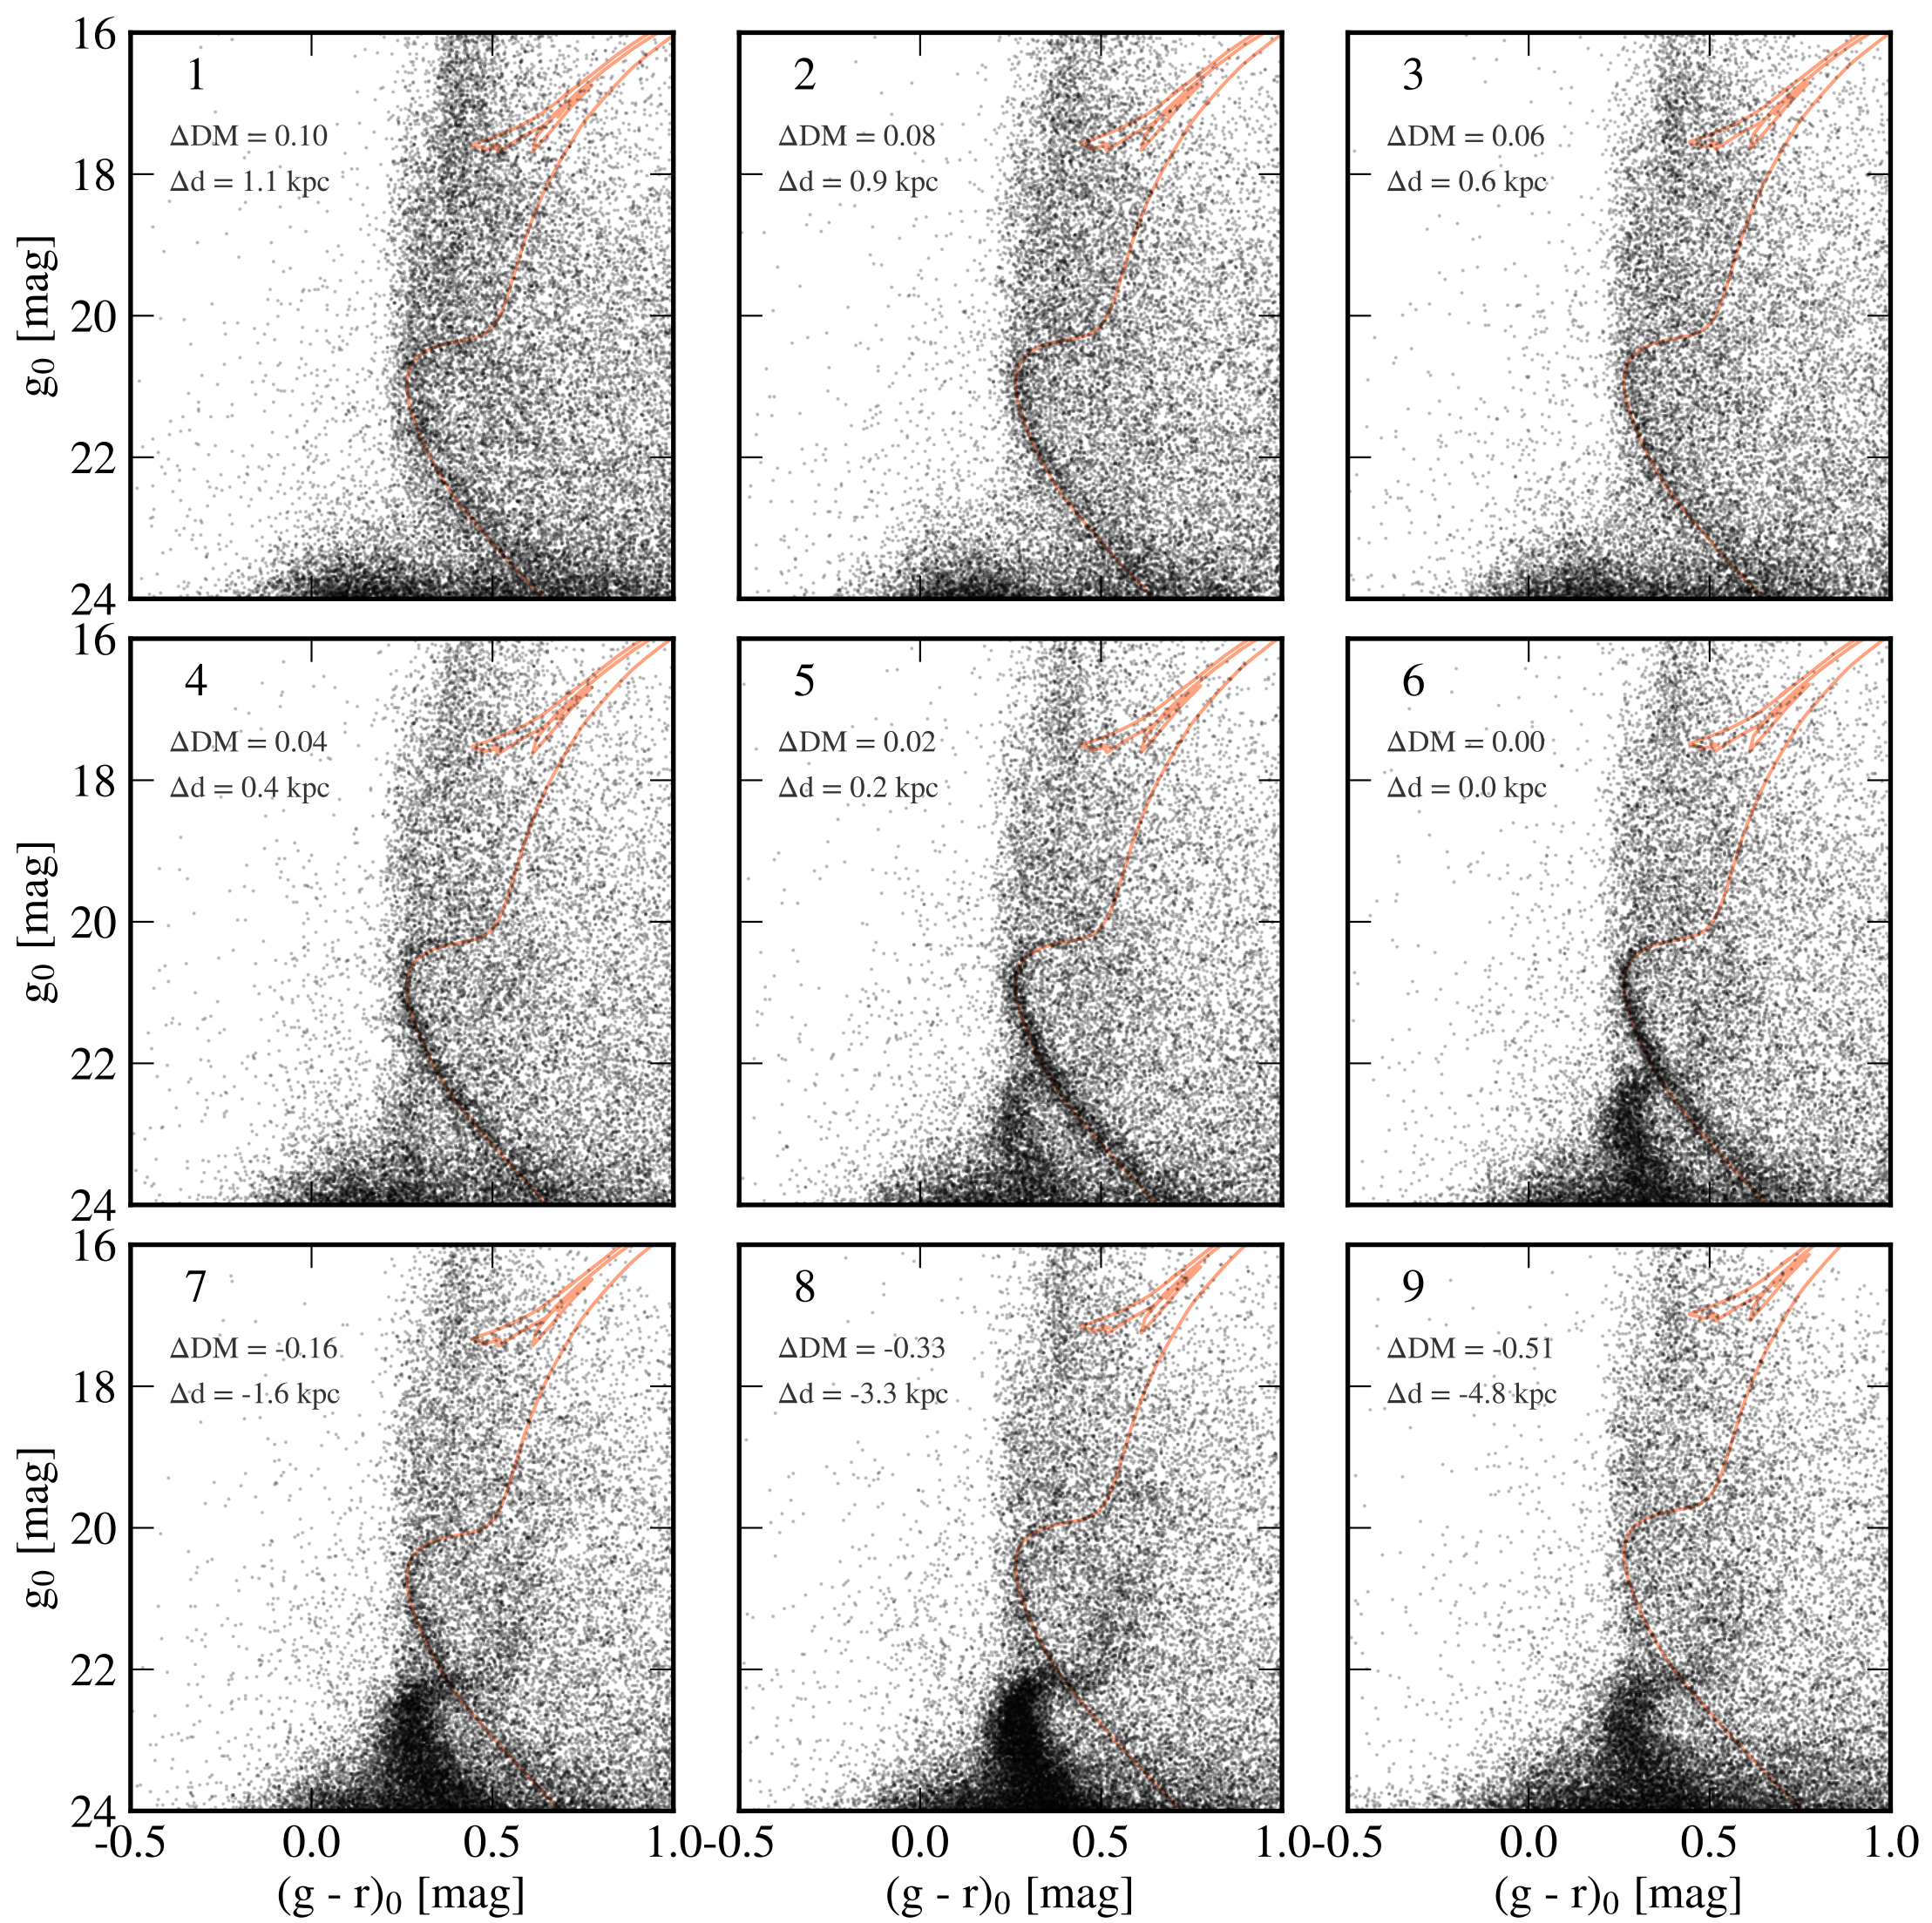 16
18
20
22
24
g₀ [mag]
1
ΔDM = 0.10
Δd = 1.1 kpc
2
ΔDM = 0.08
Δd = 0.9 kpc
3
ΔDM = 0.06
Δd = 0.6 kpc
16
18
20
22
24
g₀ [mag]
4
ΔDM = 0.04
Δd = 0.4 kpc
5
ΔDM = 0.02
Δd = 0.2 kpc
6
ΔDM = 0.00
Δd = 0.0 kpc
16
18
20
22
24
g₀ [mag]
7
ΔDM = -0.16
Δd = -1.6 kpc
8
ΔDM = -0.33
Δd = -3.3 kpc
9
ΔDM = -0.51
Δd = -4.8 kpc
-0.5 0.0 0.5 1.0
-0.5 0.0 0.5 1.0
-0.5 0.0 0.5 1.0
(g - r)₀ [mag]
(g - r)₀ [mag]
(g - r)₀ [mag]